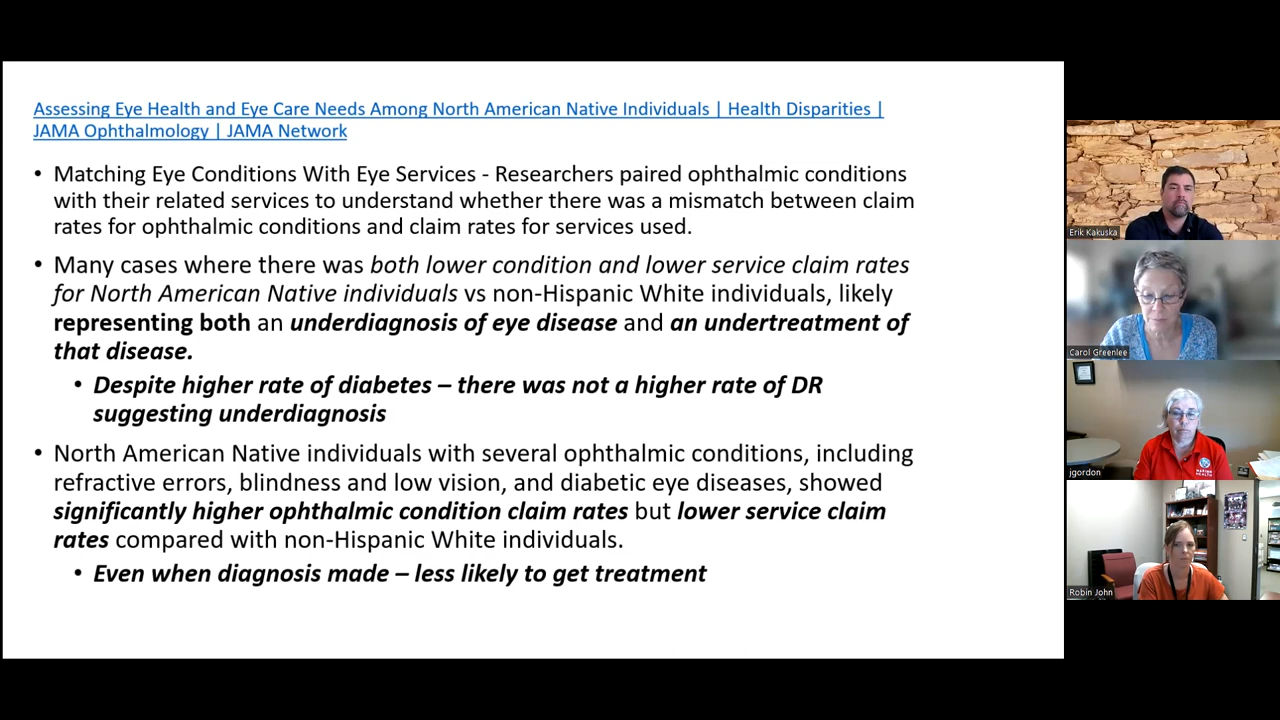 Assessing Eye Health and Eye Care Needs Among North American Native Individuals | Health Disparities |
JAMA Ophthalmology | JAMA Network
• Matching Eye Conditions With Eye Services - Researchers paired ophthalmic conditions
with their related services to understand whether there was a mismatch between claim
rates for ophthalmic conditions and claim rates for services used.
• Many cases where there was both lower condition and lower service claim rates
for North American Native individuals vs non-Hispanic White individuals, likely
representing both an underdiagnosis of eye disease and an undertreatment of
that disease.
• Despite higher rate of diabetes – there was not a higher rate of DR
suggesting underdiagnosis
• North American Native individuals with several ophthalmic conditions, including
refractive errors, blindness and low vision, and diabetic eye diseases, showed
significantly higher ophthalmic condition claim rates but lower service claim
rates compared with non-Hispanic White individuals.
• Even when diagnosis made – less likely to get treatment
Erik Kakuska
Carol Greenlee
jgordon
Robin John